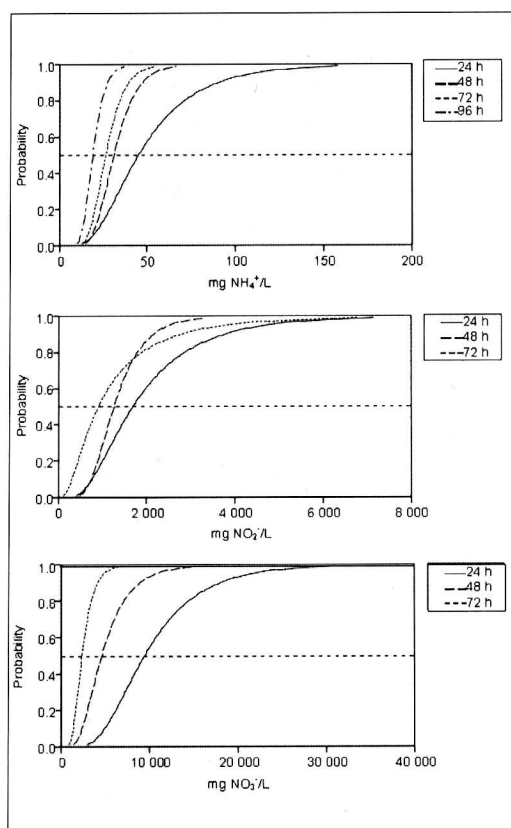 1.0
0.8
0.6
0.4
0.2
0.0
Probability
0 50 100 150 200
mg NH₄⁺/L
24 h
48 h
72 h
96 h
1.0
0.8
0.6
0.4
0.2
0.0
Probability
0 2 000 4 000 6 000 8 000
mg NO₂⁻/L
24 h
48 h
72 h
1.0
0.8
0.6
0.4
0.2
0.0
Probability
0 10 000 20 000 30 000 40 000
mg NO₃⁻/L
24 h
48 h
72 h